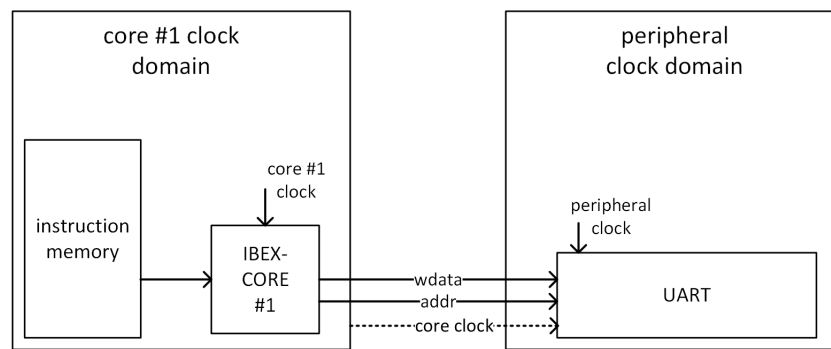 core #1 clock
domain
peripheral
clock domain
core #1
clock
peripheral
clock
instruction
memory
IBEX-
CORE
#1
wdata
addr
core clock
UART